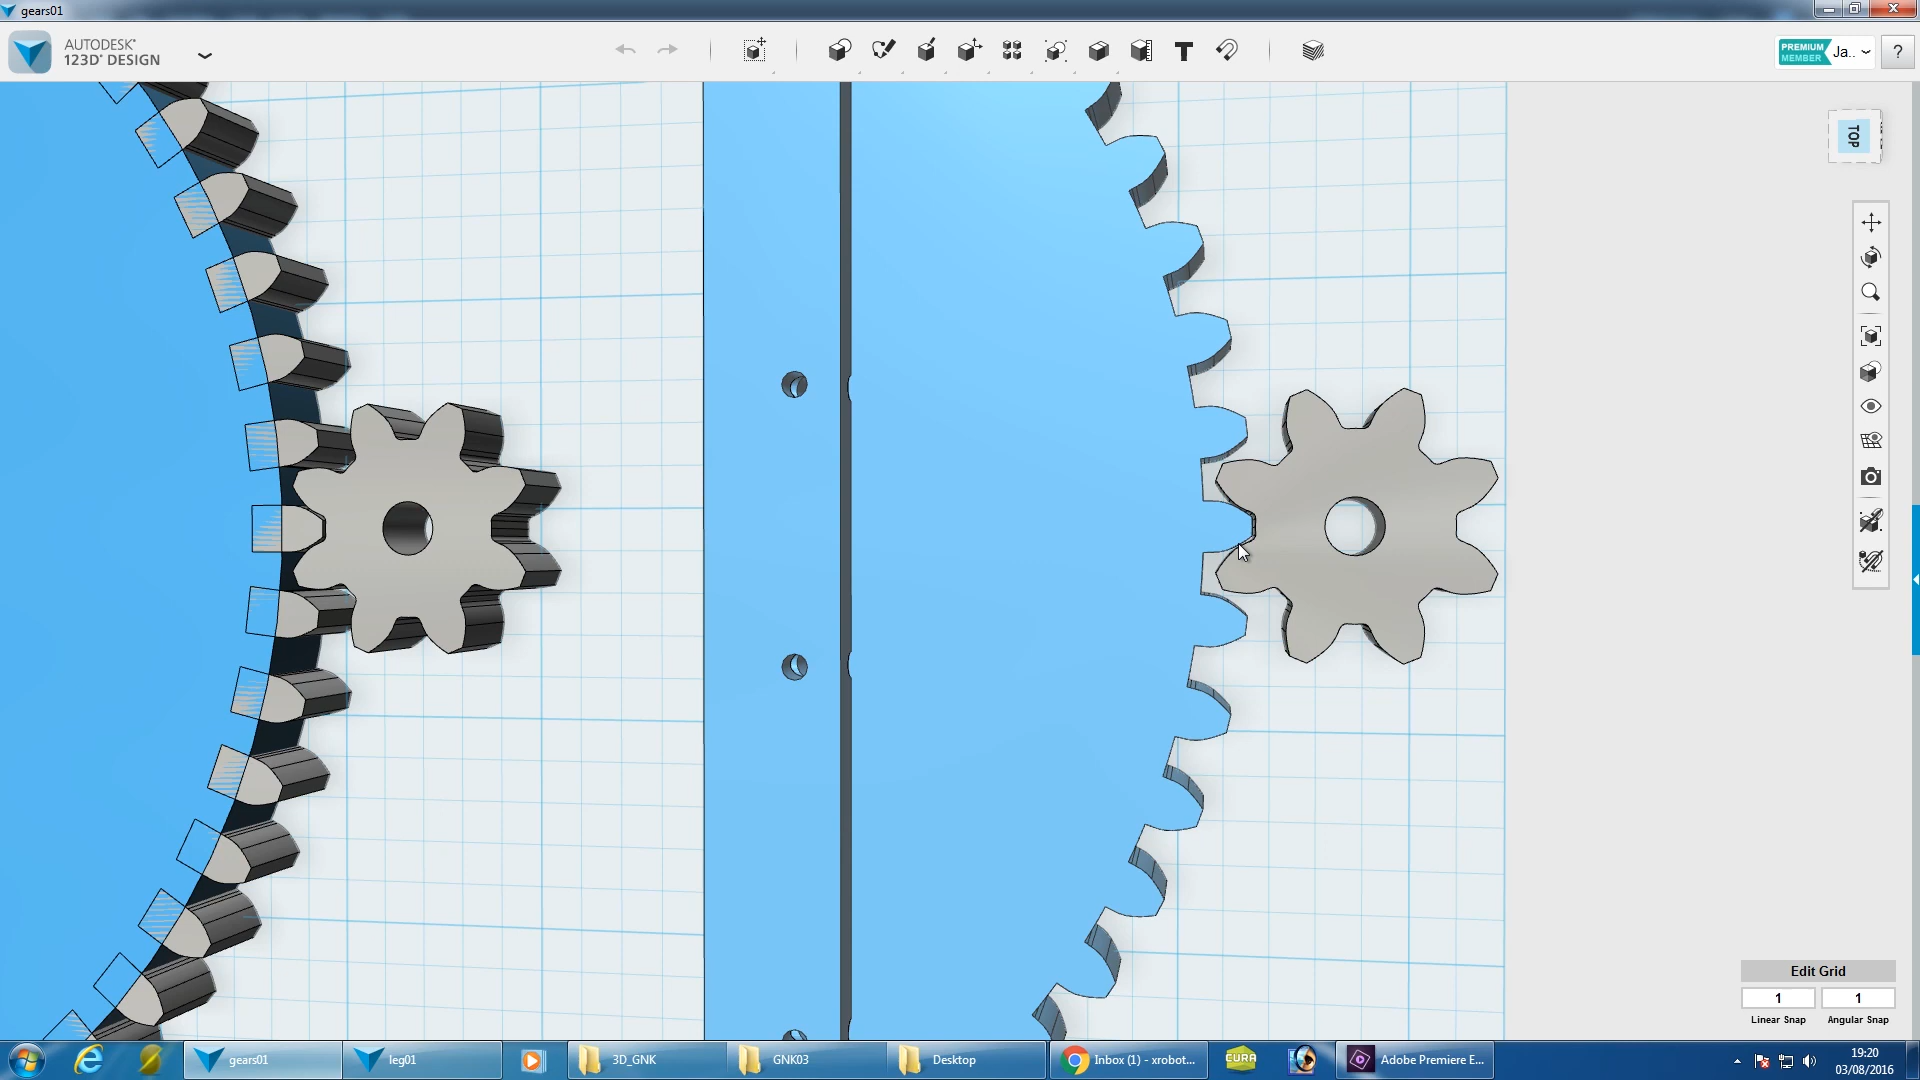 gears01
AUTODESK®
123D® DESIGN
PREMIUM
MEMBER
Ja..
?
TOP
Edit Grid
1
1
Linear Snap
Angular Snap
gears01
leg01
3D_GNK
GNK03
Desktop
Inbox (1) - xrobot...
CURA
Adobe Premiere E...
19:20
03/08/2016